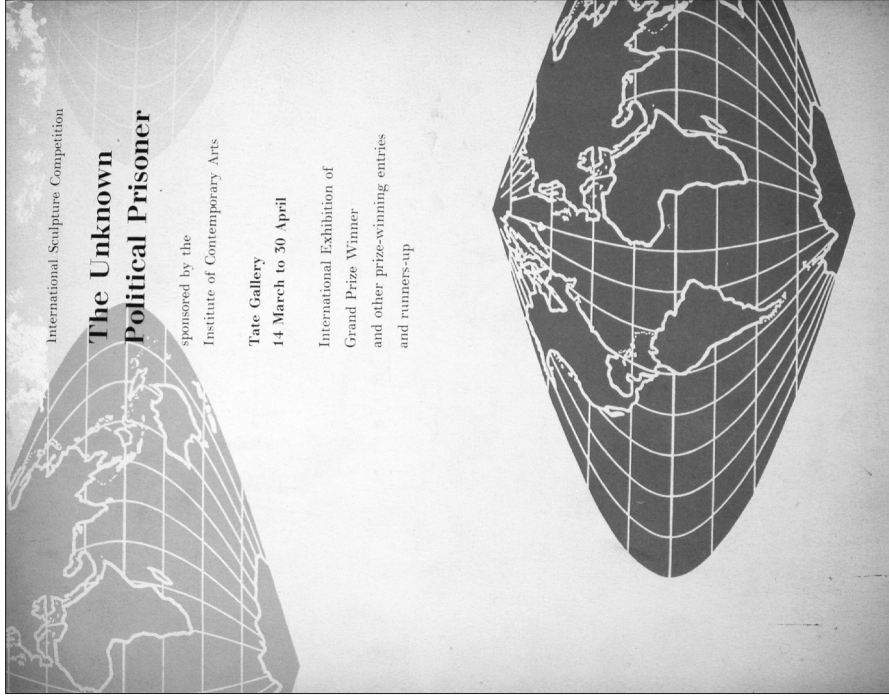 International Sculpture Competition
The Unknown
Political Prisoner
sponsored by the
Institute of Contemporary Arts
Tate Gallery
14 March to 30 April
International Exhibition of
Grand Prize Winner
and other prize-winning entries
and runners-up